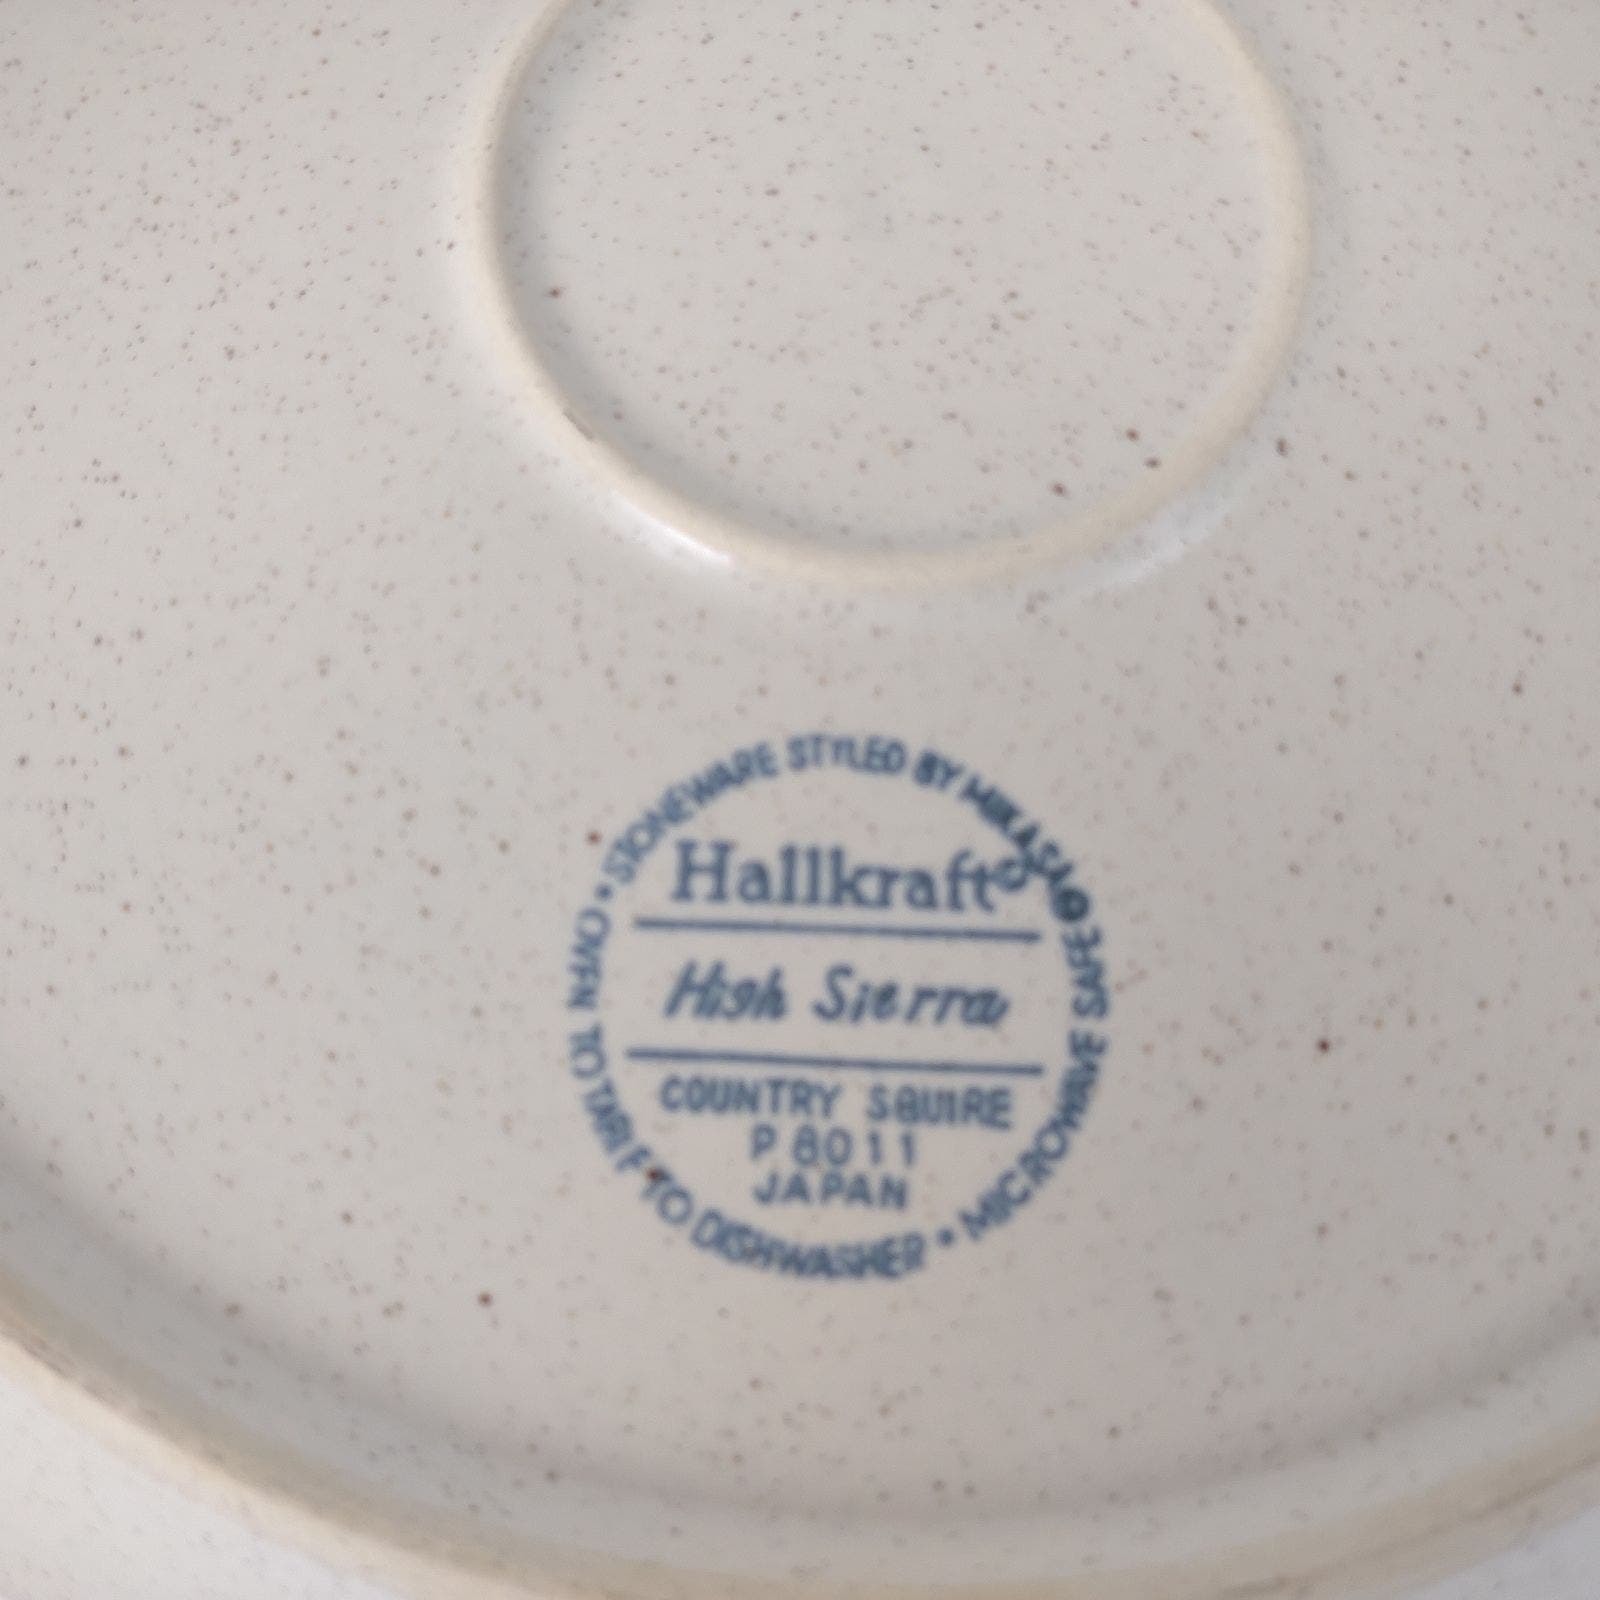 • STONEWARE STYLED BY MIKASA
MICROWAVE SAFE
OVEN TO TABLE TO DISHWASHER •
Hallkraft
High Sierra
COUNTRY SQUIRE
P 8011
JAPAN